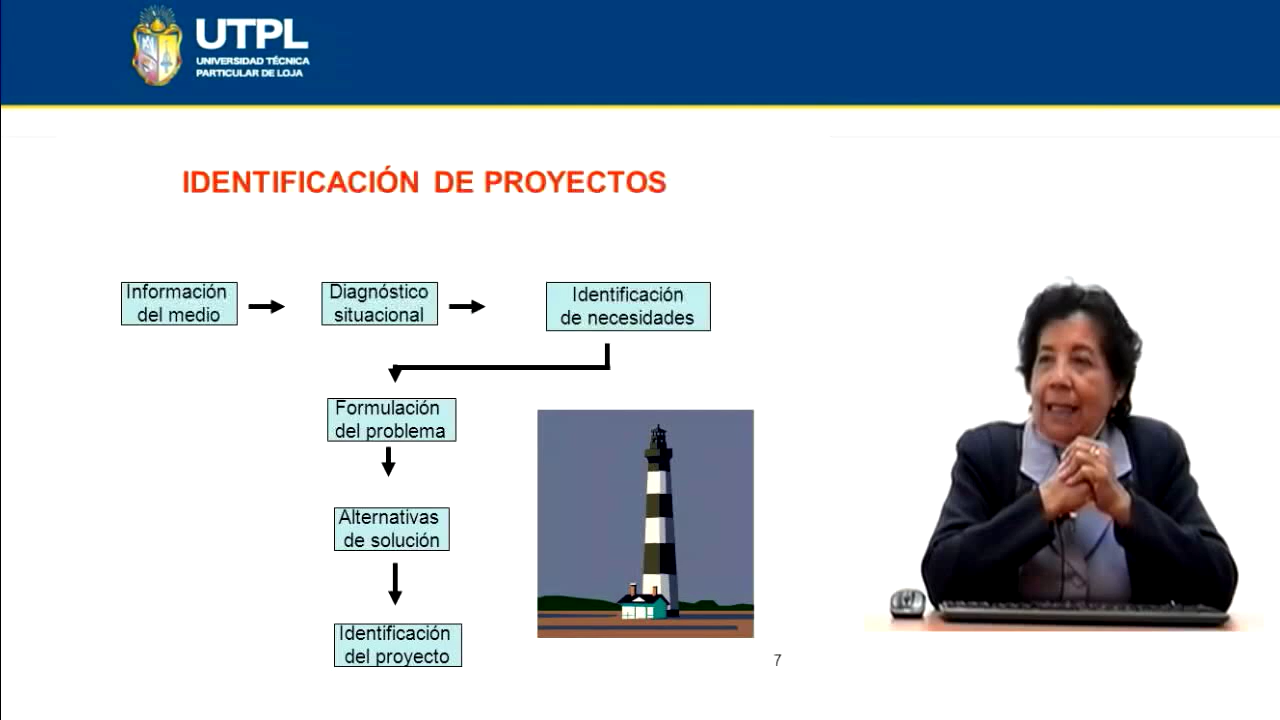 UTPL
UNIVERSIDAD TÉCNICA
PARTICULAR DE LOJA
IDENTIFICACIÓN DE PROYECTOS
Información
del medio
Diagnóstico
situacional
Identificación
de necesidades
Formulación
del problema
Alternativas
de solución
Identificación
del proyecto
7